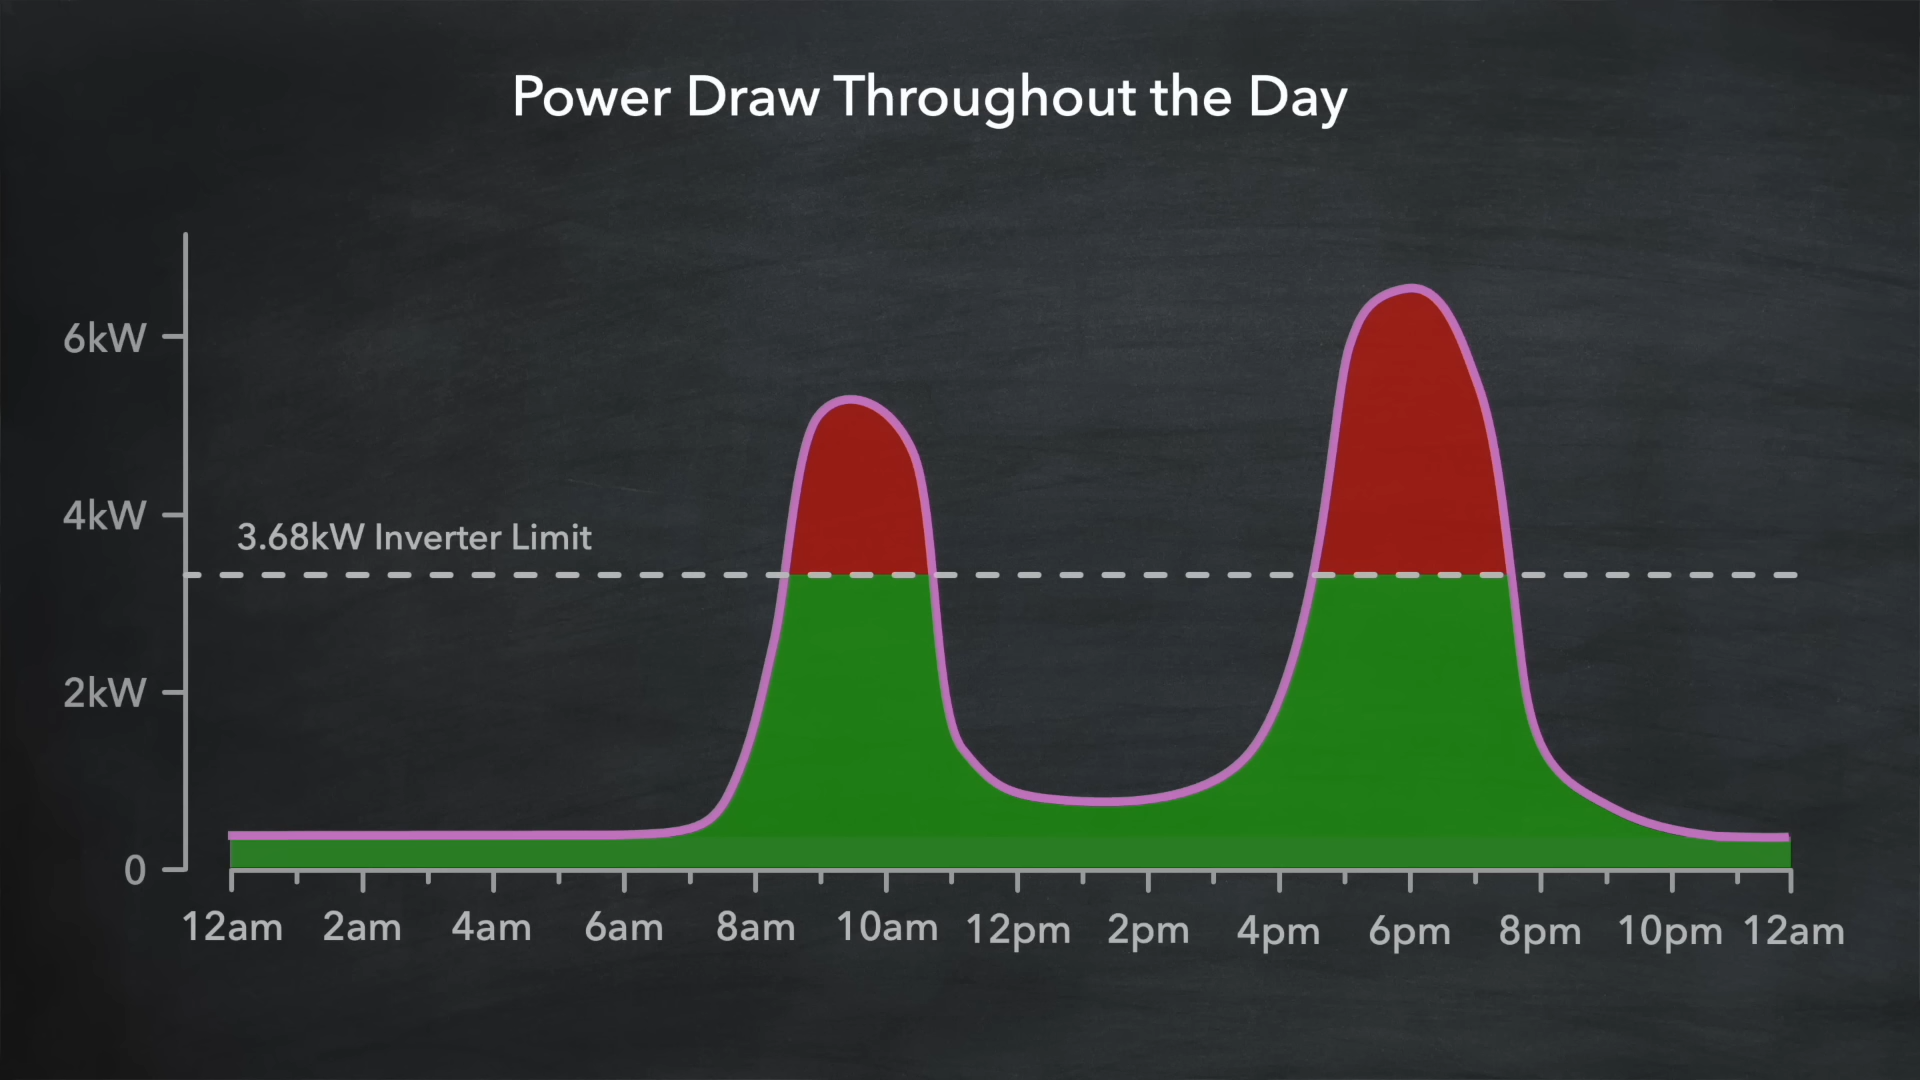 Power Draw Throughout the Day
6kW
4kW
3.68kW Inverter Limit
2kW
0
12am 2am 4am 6am 8am 10am 12pm 2pm 4pm 6pm 8pm 10pm 12am